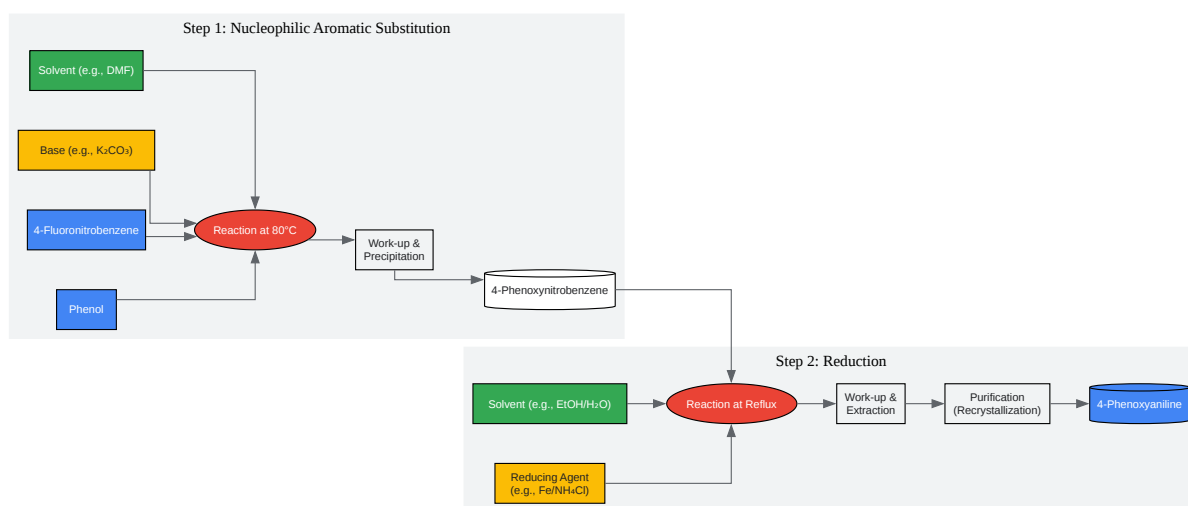 Step 1: Nucleophilic Aromatic Substitution
Solvent (e.g., DMF)
Base (e.g., K₂CO₃)
4-Fluoronitrobenzene
Phenol
Reaction at 80°C
Work-up &
Precipitation
4-Phenoxynitrobenzene
Step 2: Reduction
Solvent (e.g., EtOH/H₂O)
Reducing Agent
(e.g., Fe/NH₄Cl)
Reaction at Reflux
Work-up &
Extraction
Purification
(Recrystallization)
4-Phenoxyaniline